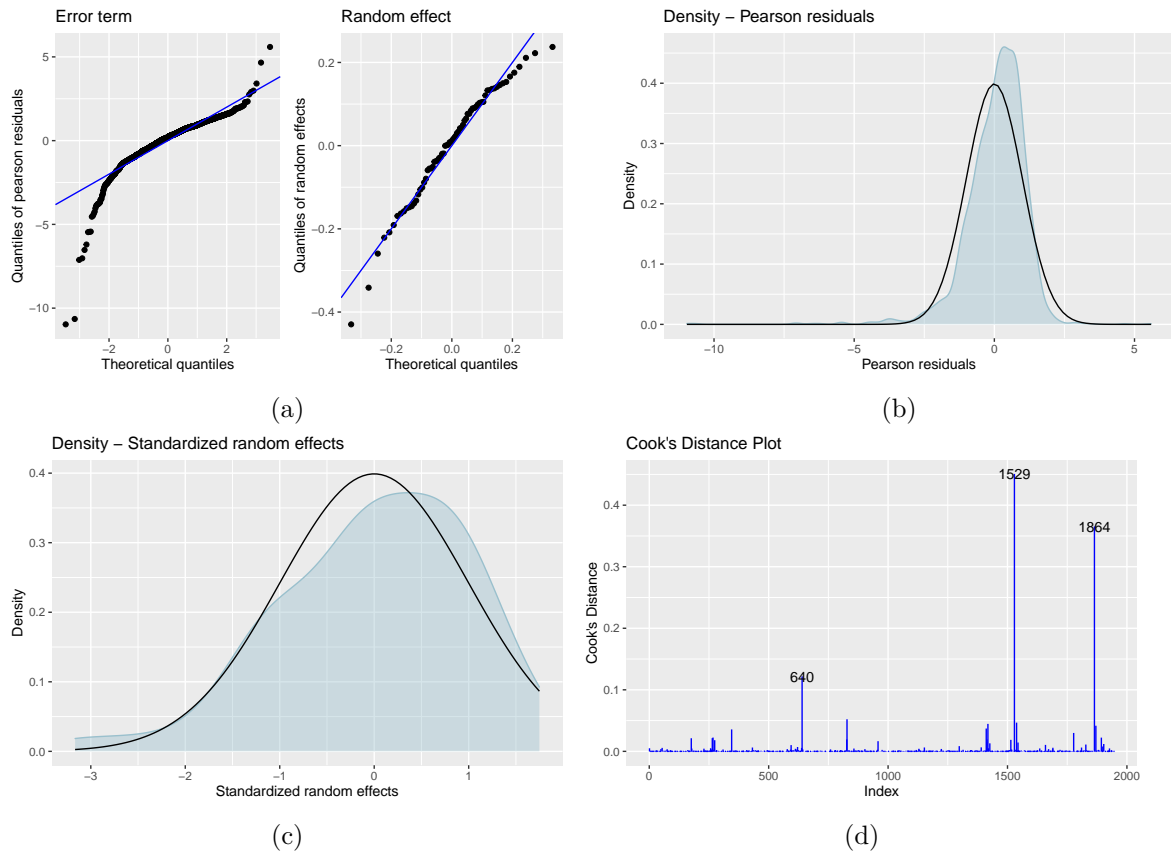 Error term
Quantiles of pearson residuals
5
0
−5
−10
−2
0
2
Theoretical quantiles
Random effect
Quantiles of random effects
0.2
0.0
−0.2
−0.4
−0.2
0.0
0.2
Theoretical quantiles
(a)
Density − Pearson residuals
Density
0.4
0.3
0.2
0.1
0.0
−10
−5
0
5
Pearson residuals
(b)
Density − Standardized random effects
Density
0.4
0.3
0.2
0.1
0.0
−3
−2
−1
0
1
Standardized random effects
(c)
Cook's Distance Plot
Cook's Distance
0.4
0.3
0.2
0.1
0.0
1529
1864
640
0
500
1000
1500
2000
Index
(d)